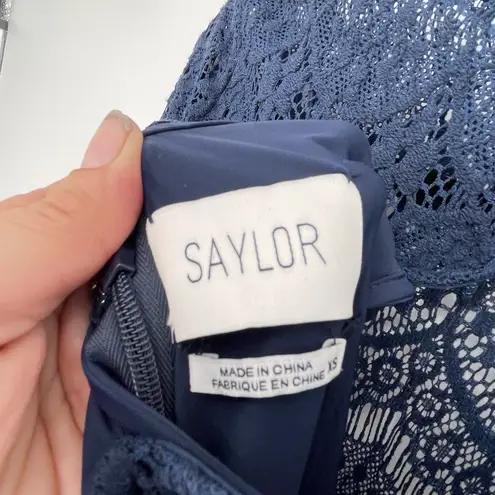 SAYLOR
MADE IN CHINA
FABRIQUE EN CHINE
XS